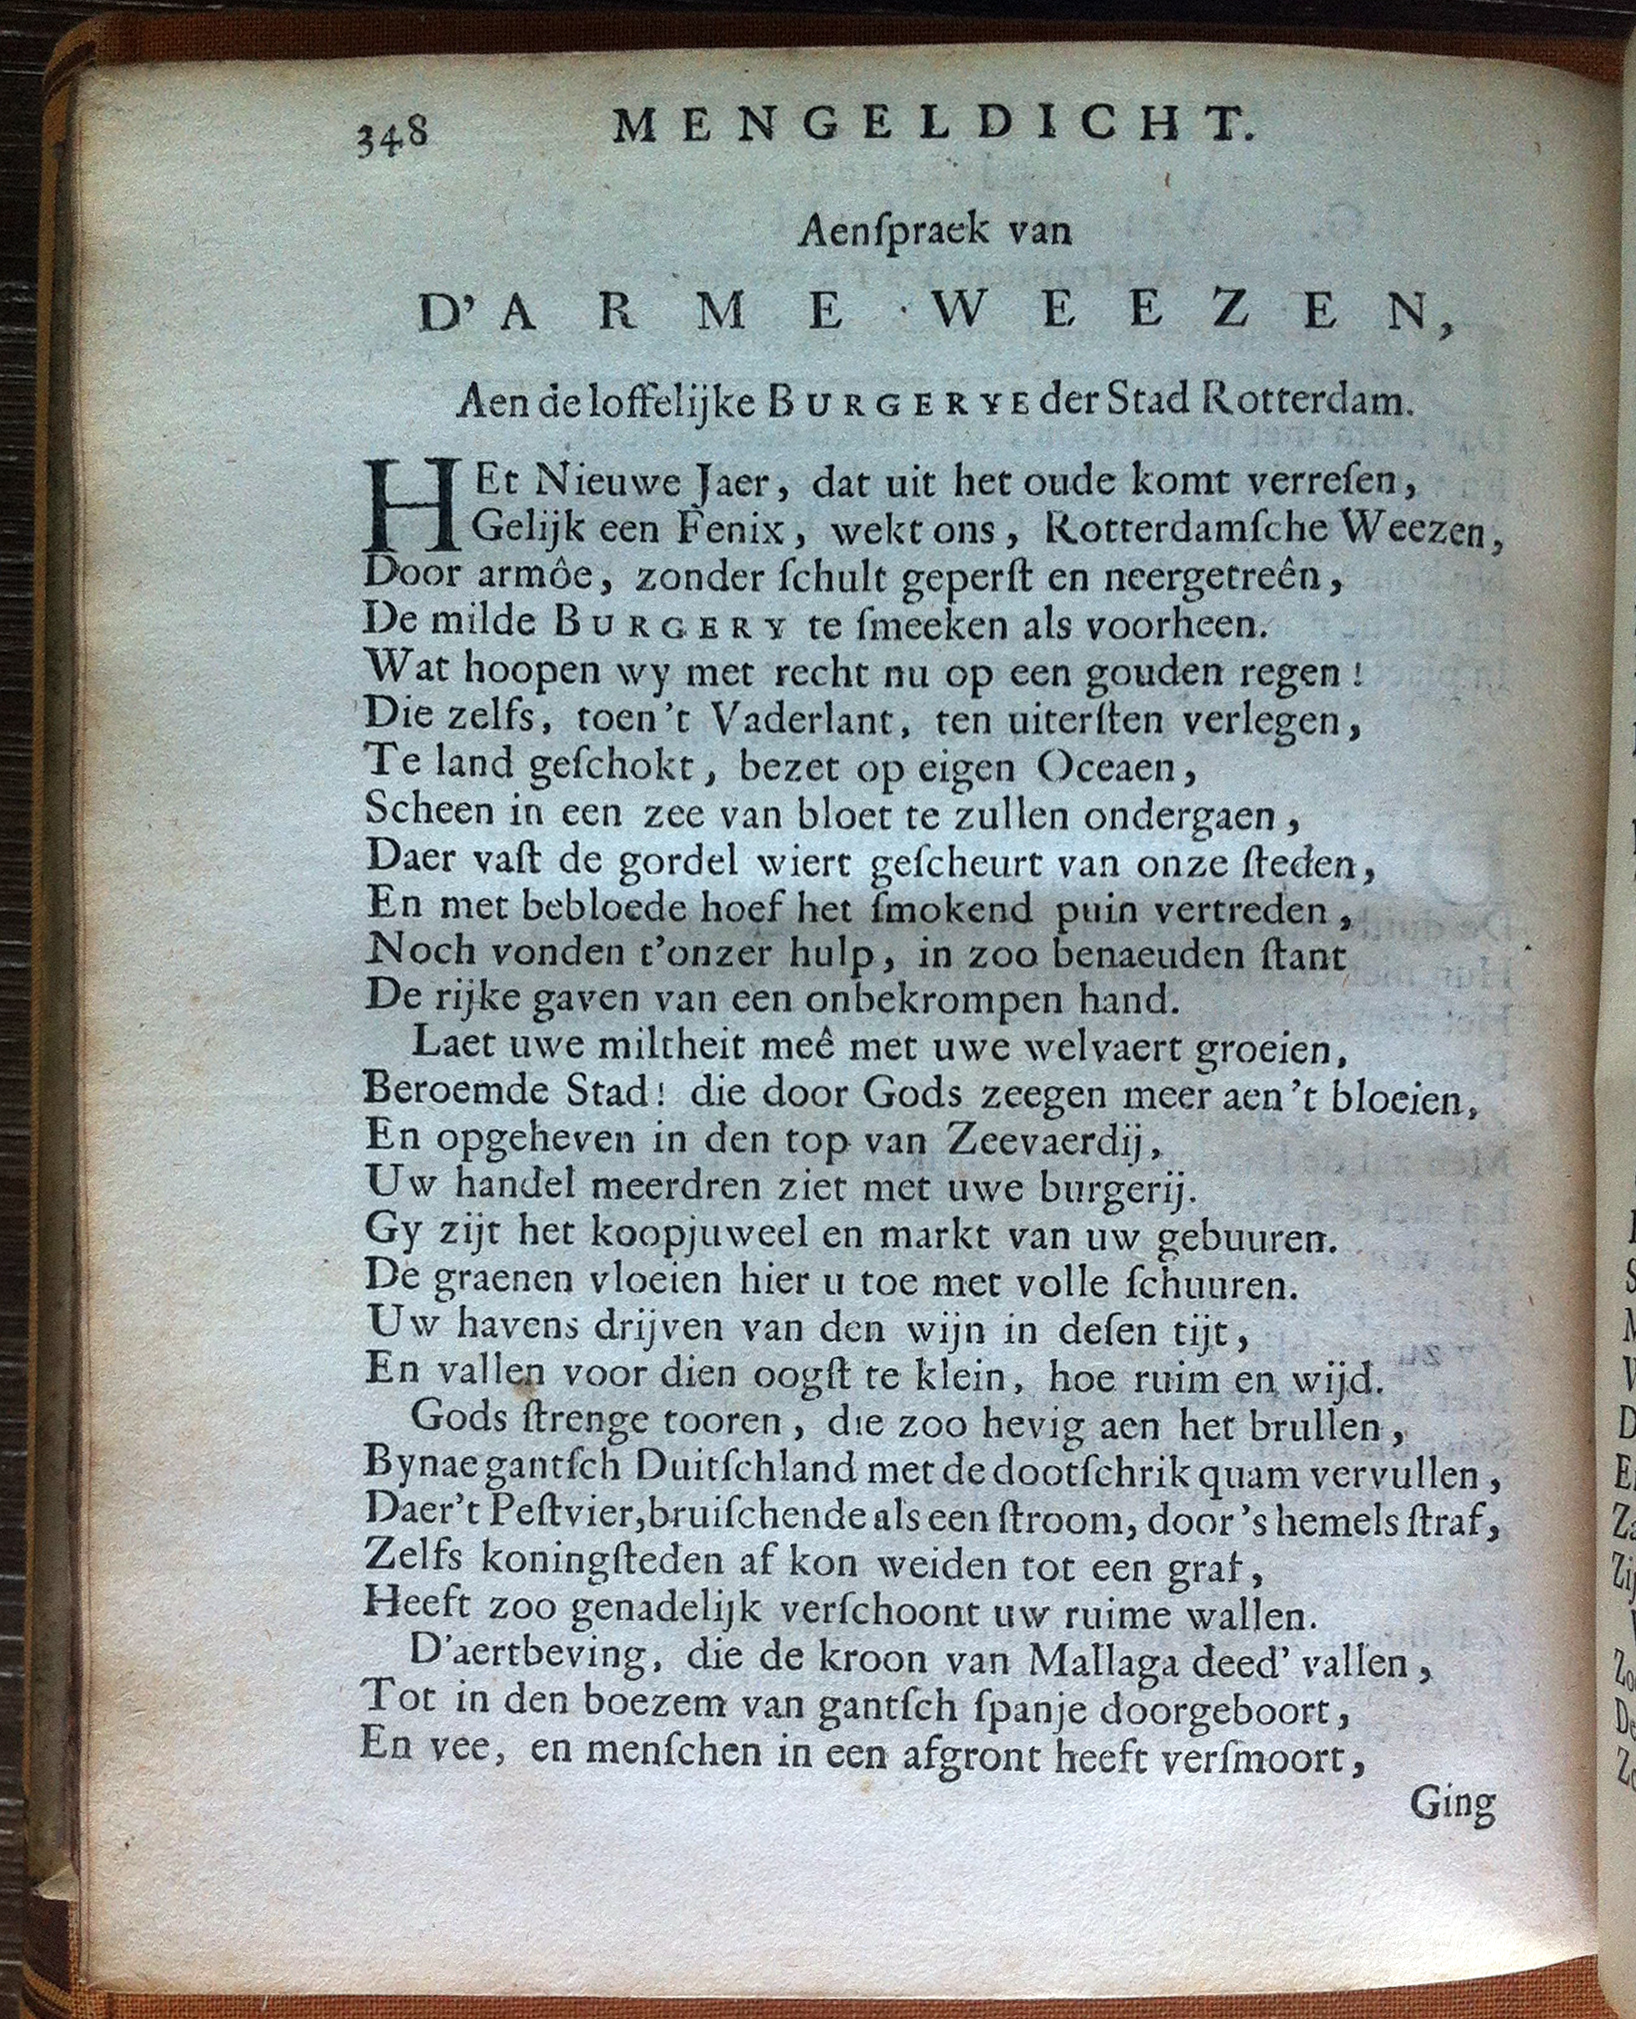 348 MENGELDICHT.
Aenſpraek van
D'ARME WEEZEN,
Aen de loffelijke BURGERYE der Stad Rotterdam.
HEt Nieuwe Jaer, dat uit het oude komt verreſen,
Gelijk een Fenix, wekt ons, Rotterdamſche Weezen,
Door armôe, zonder ſchult geperſt en neergetreên,
De milde BURGERY te ſmeeken als voorheen.
Wat hoopen wy met recht nu op een gouden regen!
Die zelfs, toen't Vaderlant, ten uiterſten verlegen,
Te land geſchokt, bezet op eigen Oceaen,
Scheen in een zee van bloet te zullen ondergaen,
Daer vaſt de gordel wiert geſcheurt van onze ſteden,
En met bebloede hoef het ſmokend puin vertreden,
Noch vonden t'onzer hulp, in zoo benaeuden ſtant
De rijke gaven van een onbekrompen hand.
Laet uwe miltheit meê met uwe welvaert groeien,
Beroemde Stad! die door Gods zeegen meer aen't bloeien,
En opgeheven in den top van Zeevaerdij,
Uw handel meerdren ziet met uwe burgerij.
Gy zijt het koopjuweel en markt van uw gebuuren.
De graenen vloeien hier u toe met volle ſchuuren.
Uw havens drijven van den wijn in deſen tijt,
En vallen voor dien oogſt te klein, hoe ruim en wijd.
Gods ſtrenge tooren, die zoo hevig aen het brullen,
Bynae gantſch Duitſchland met de dootſchrik quam vervullen,
Daer't Peſtvier, bruiſchende als een ſtroom, door's hemels ſtraf,
Zelfs koningſteden af kon weiden tot een graf,
Heeft zoo genadelijk verſchoont uw ruime wallen.
D'aertbeving, die de kroon van Mallaga deed' vallen,
Tot in den boezem van gantſch ſpanje doorgeboort,
En vee, en menſchen in een afgront heeft verſmoort,
Ging